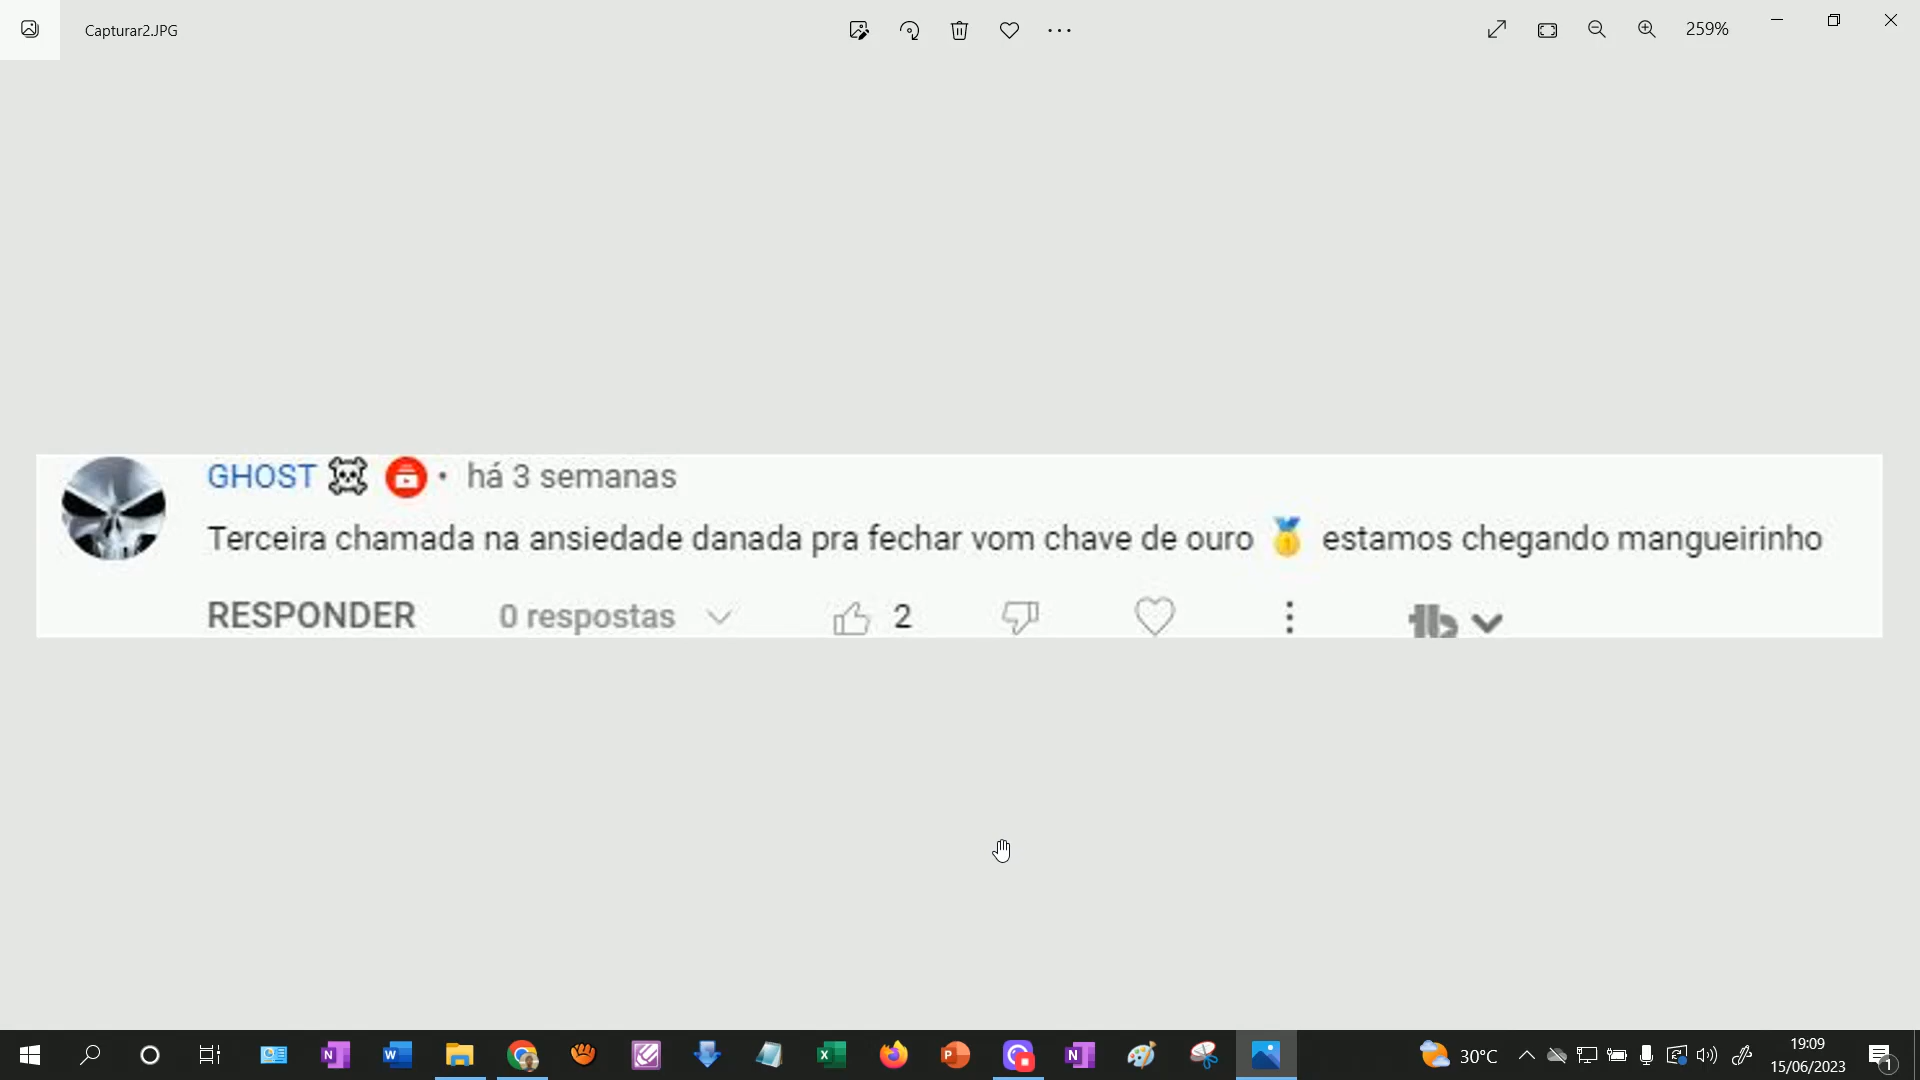 Capturar2.JPG
259%
GHOST ☠ • há 3 semanas
Terceira chamada na ansiedade danada pra fechar vom chave de ouro 🥇 estamos chegando mangueirinho
RESPONDER 0 respostas 2
30°C
19:09
15/06/2023
1